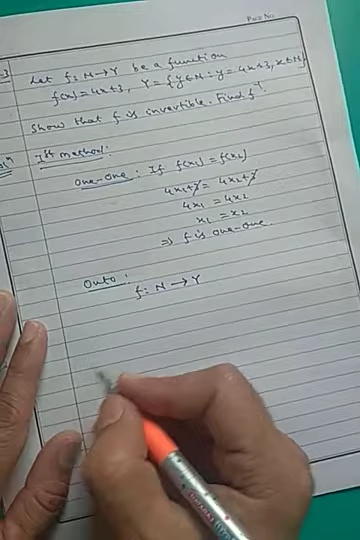 PAGE NO
3
Let f: N → Y be a function
f(x) = 4x+3, Y = {y ∈ N : y = 4x+3, x ∈ N}
Show that f is invertible. Find f⁻¹
Ist method:
One-one: If f(x₁) = f(x₂)
4x₁+3 = 4x₂+3
4x₁ = 4x₂
x₁ = x₂
⇒ f is one-one.
Onto:
f: N → Y